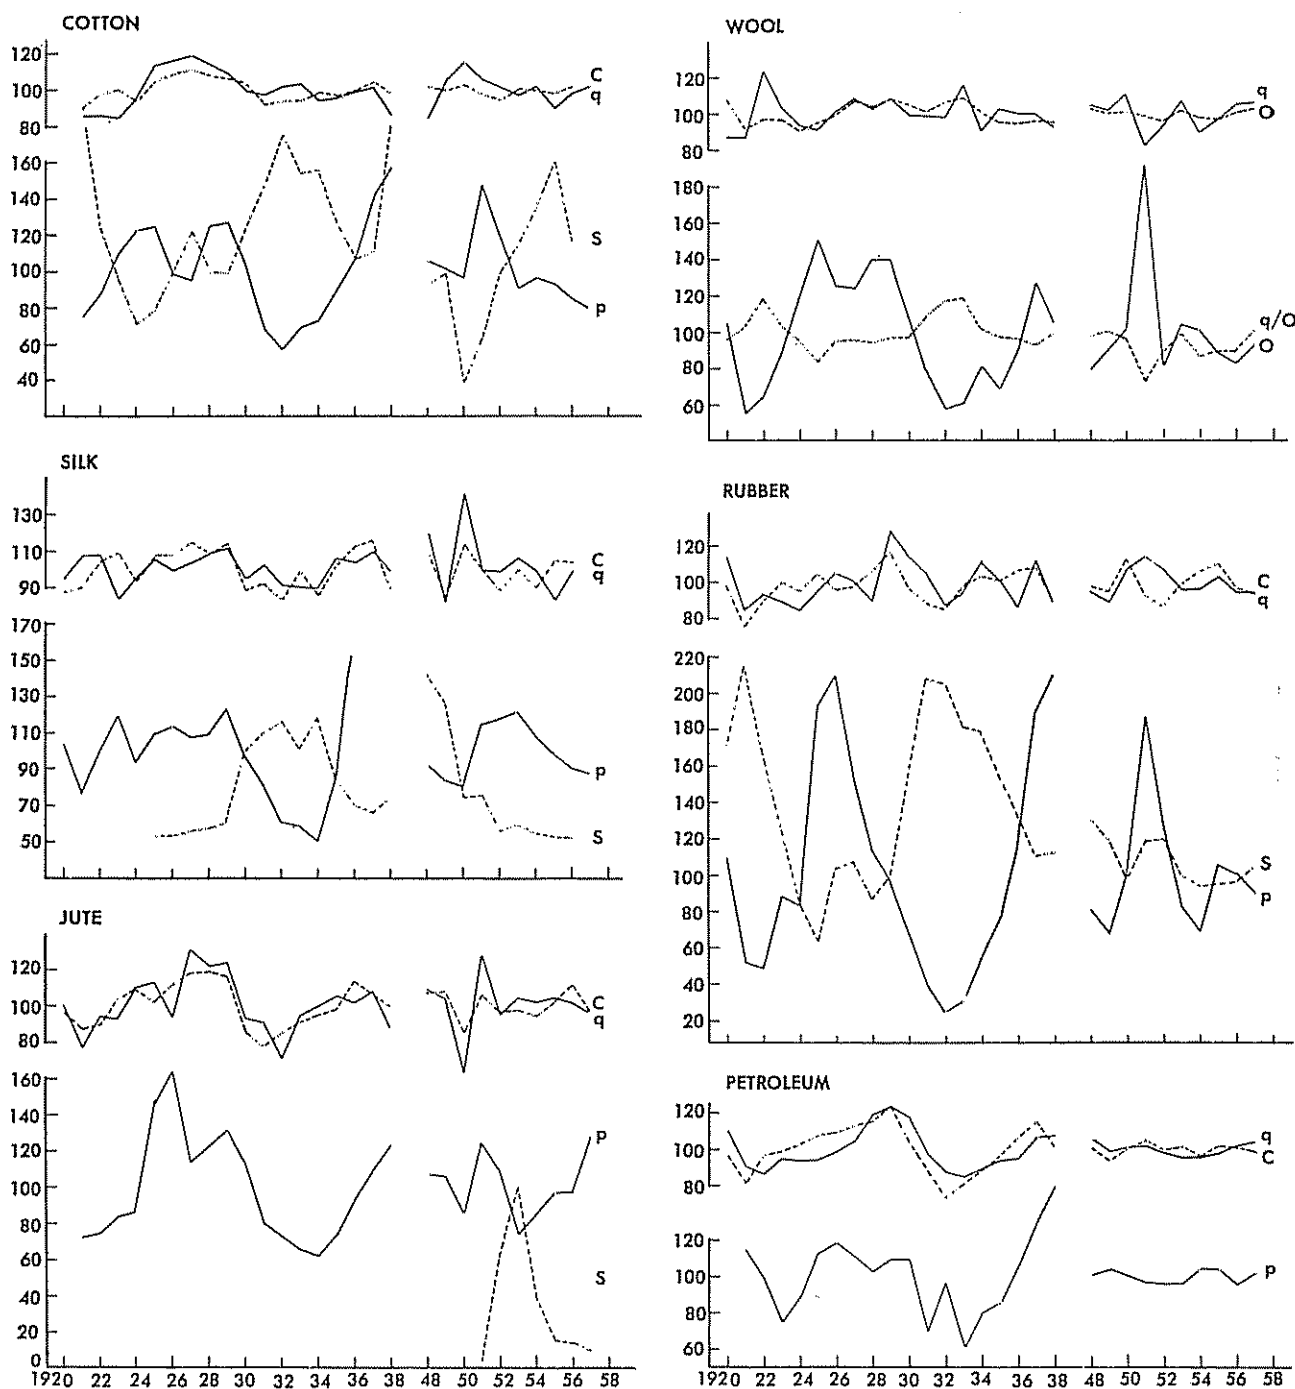 COTTON
120
100
80
160
140
120
100
80
60
40
C
q
S
p
WOOL
120
100
80
180
160
140
120
100
80
60
q
O
q/O
O
SILK
130
110
90
170
150
130
110
90
70
50
C
q
p
S
RUBBER
120
100
80
220
200
180
160
140
120
100
80
60
40
20
C
q
S
p
JUTE
120
100
80
160
140
120
100
80
60
40
20
0
C
q
p
S
1920 22 24 26 28 30 32 34 36 38 48 50 52 54 56 58
PETROLEUM
120
100
80
120
100
80
60
q
C
p
1920 22 24 26 28 30 32 34 36 38 48 50 52 54 56 58